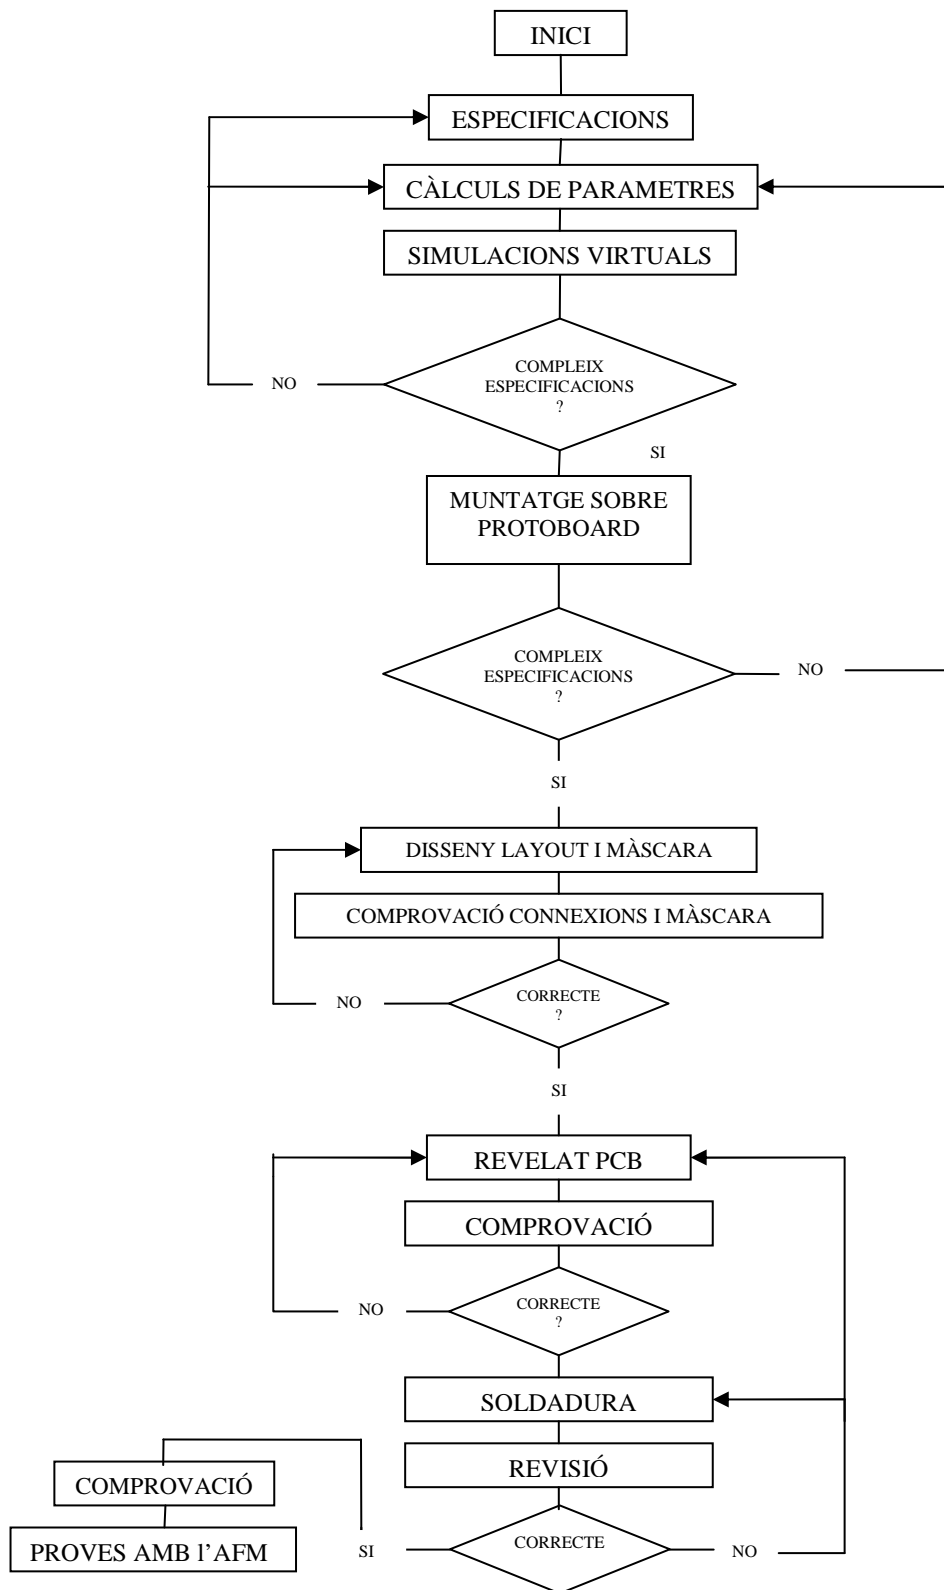 INICI
ESPECIFICACIONS
CÀLCULS DE PARAMETRES
SIMULACIONS VIRTUALS
COMPLEIX
ESPECIFICACIONS
?
NO
SI
MUNTATGE SOBRE
PROTOBOARD
COMPLEIX
ESPECIFICACIONS
?
NO
SI
DISSENY LAYOUT I MÀSCARA
COMPROVACIÓ CONNEXIONS I MÀSCARA
CORRECTE
?
NO
SI
REVELAT PCB
COMPROVACIÓ
CORRECTE
?
NO
SOLDADURA
REVISIÓ
COMPROVACIÓ
CORRECTE
PROVES AMB l'AFM
SI
NO